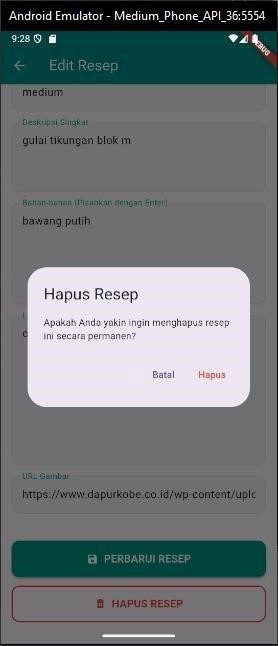 Android Emulator - Medium_Phone_API_36:5554
9:28
DEBUG
Edit Resep
medium
Deskripsi Singkat
gulai tikungan blok m
Bahan-bahan (Pisahkan dengan Enter)
bawang putih
Hapus Resep
Apakah Anda yakin ingin menghapus resep
ini secara permanen?
Batal
Hapus
URL Gambar
https://www.dapurkobe.co.id/wp-content/uplo
PERBARUI RESEP
HAPUS RESEP